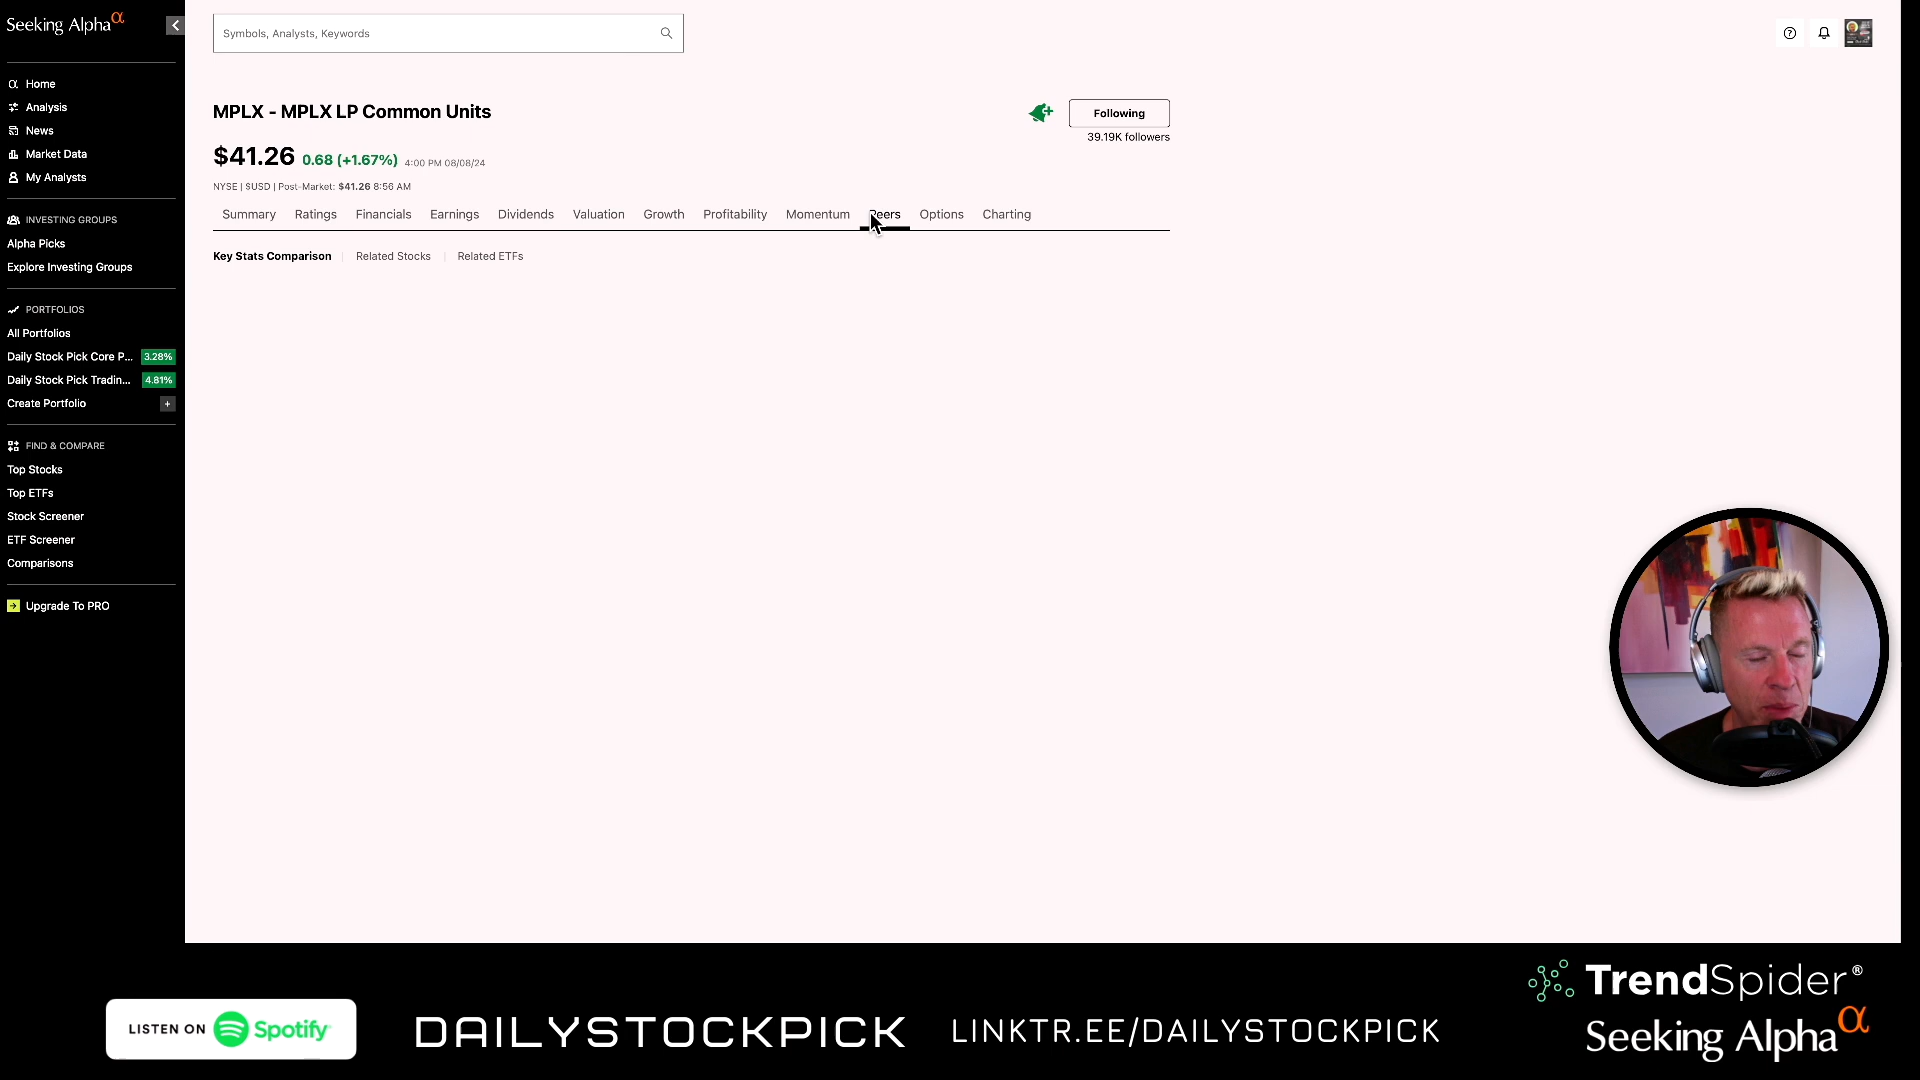 Seeking Alpha α
Symbols, Analysts, Keywords
Home
Analysis
News
Market Data
My Analysts
INVESTING GROUPS
Alpha Picks
Explore Investing Groups
PORTFOLIOS
All Portfolios
Daily Stock Pick Core P... 3.28%
Daily Stock Pick Tradin... 4.81%
Create Portfolio +
FIND & COMPARE
Top Stocks
Top ETFs
Stock Screener
ETF Screener
Comparisons
Upgrade To PRO
MPLX - MPLX LP Common Units
Following
39.19K followers
$41.26 0.68 (+1.67%) 4:00 PM 08/08/24
NYSE | $USD | Post-Market: $41.26 8:56 AM
Summary Ratings Financials Earnings Dividends Valuation Growth Profitability Momentum Peers Options Charting
Key Stats Comparison Related Stocks Related ETFs
LISTEN ON Spotify
DAILYSTOCKPICK
LINKTR.EE/DAILYSTOCKPICK
TrendSpider®
Seeking Alpha α